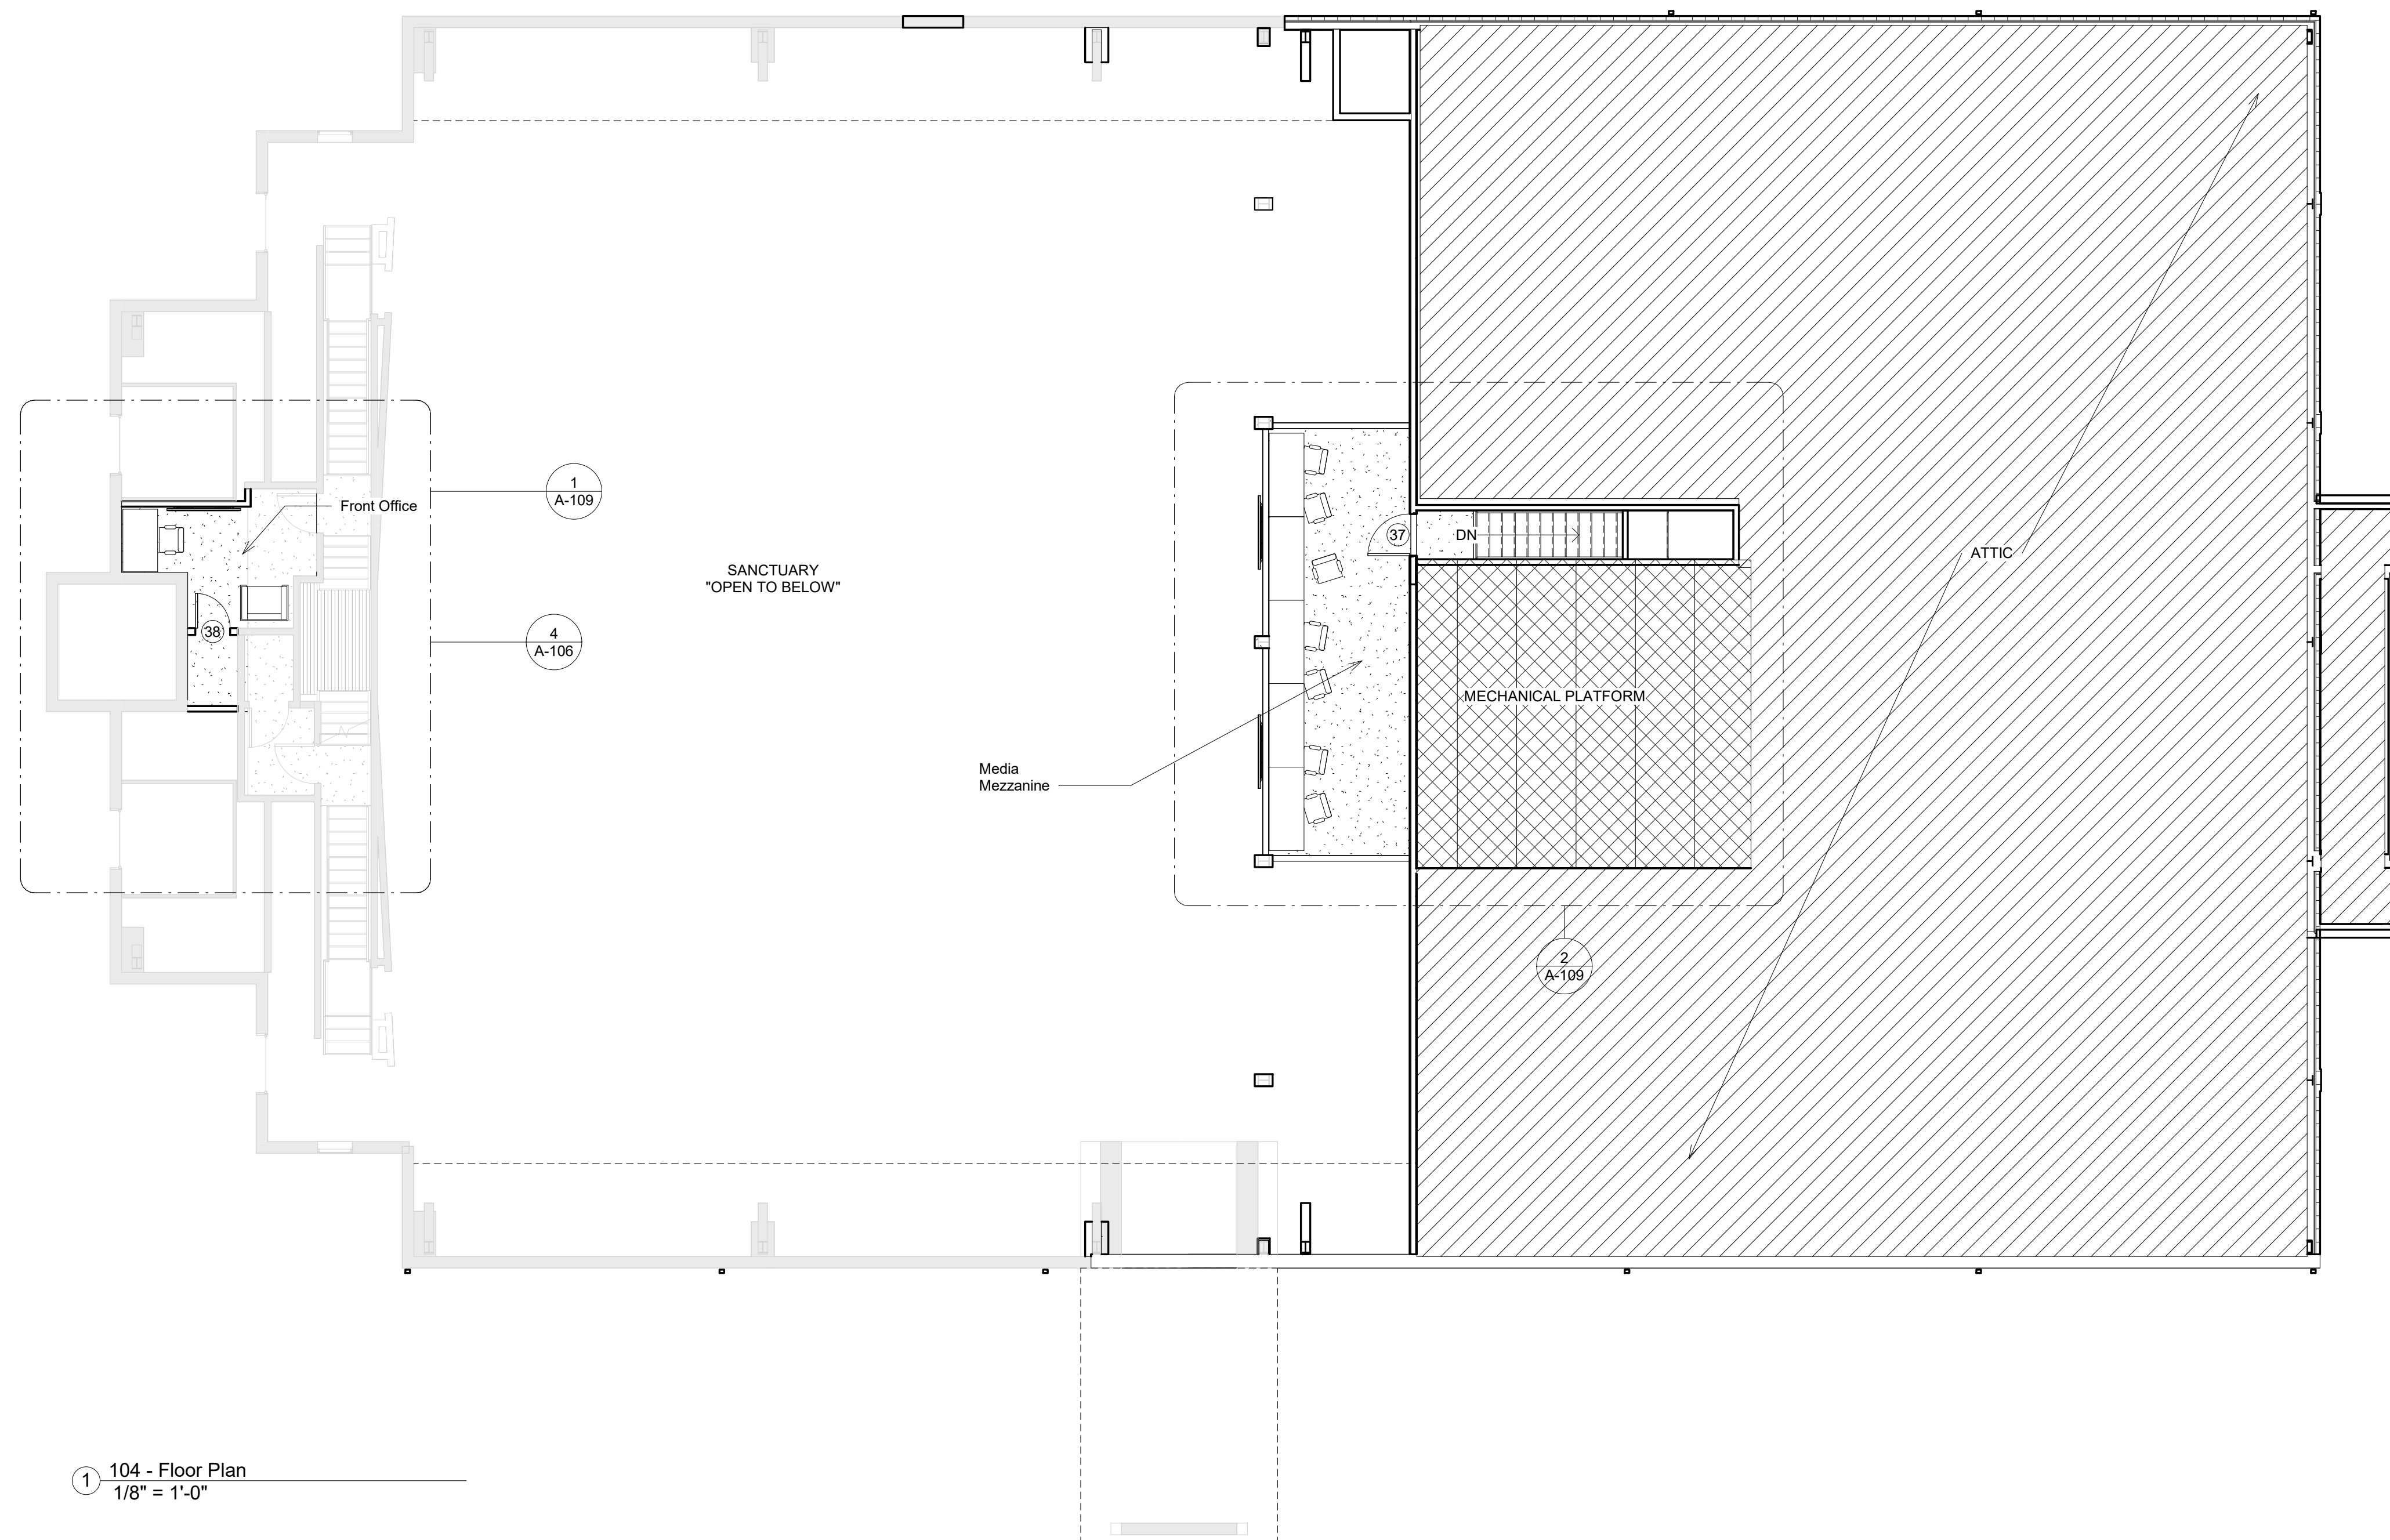 1
A-109
Front Office
37
DN
ATTIC
SANCTUARY
"OPEN TO BELOW"
38
4
A-106
MECHANICAL PLATFORM
Media
Mezzanine
2
A-109
1
104 - Floor Plan
1/8" = 1'-0"